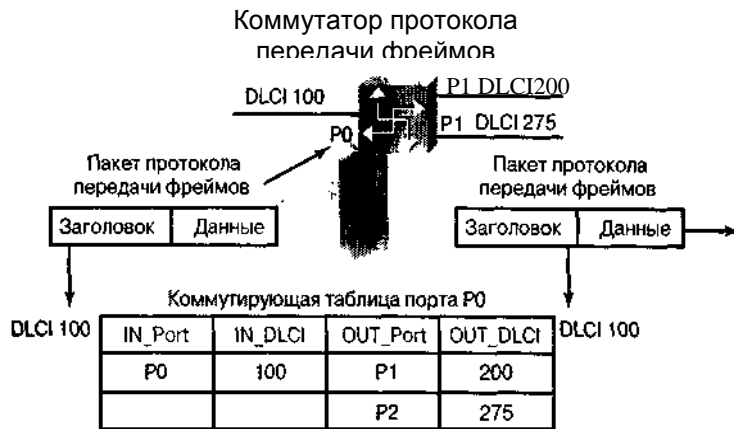 Коммутатор протокола
передачи фреймов
DLCI 100
P1 DLCI200
P0
P1 DLCI 275
Пакет протокола
передачи фреймов
Заголовок Данные
Пакет протокола
передачи фреймов
Заголовок Данные
Коммутирующая таблица порта P0
DLCI 100
IN_Port IN_DLCI OUT_Port OUT_DLCI
P0 100 P1 200
P2 275
DLCI 100